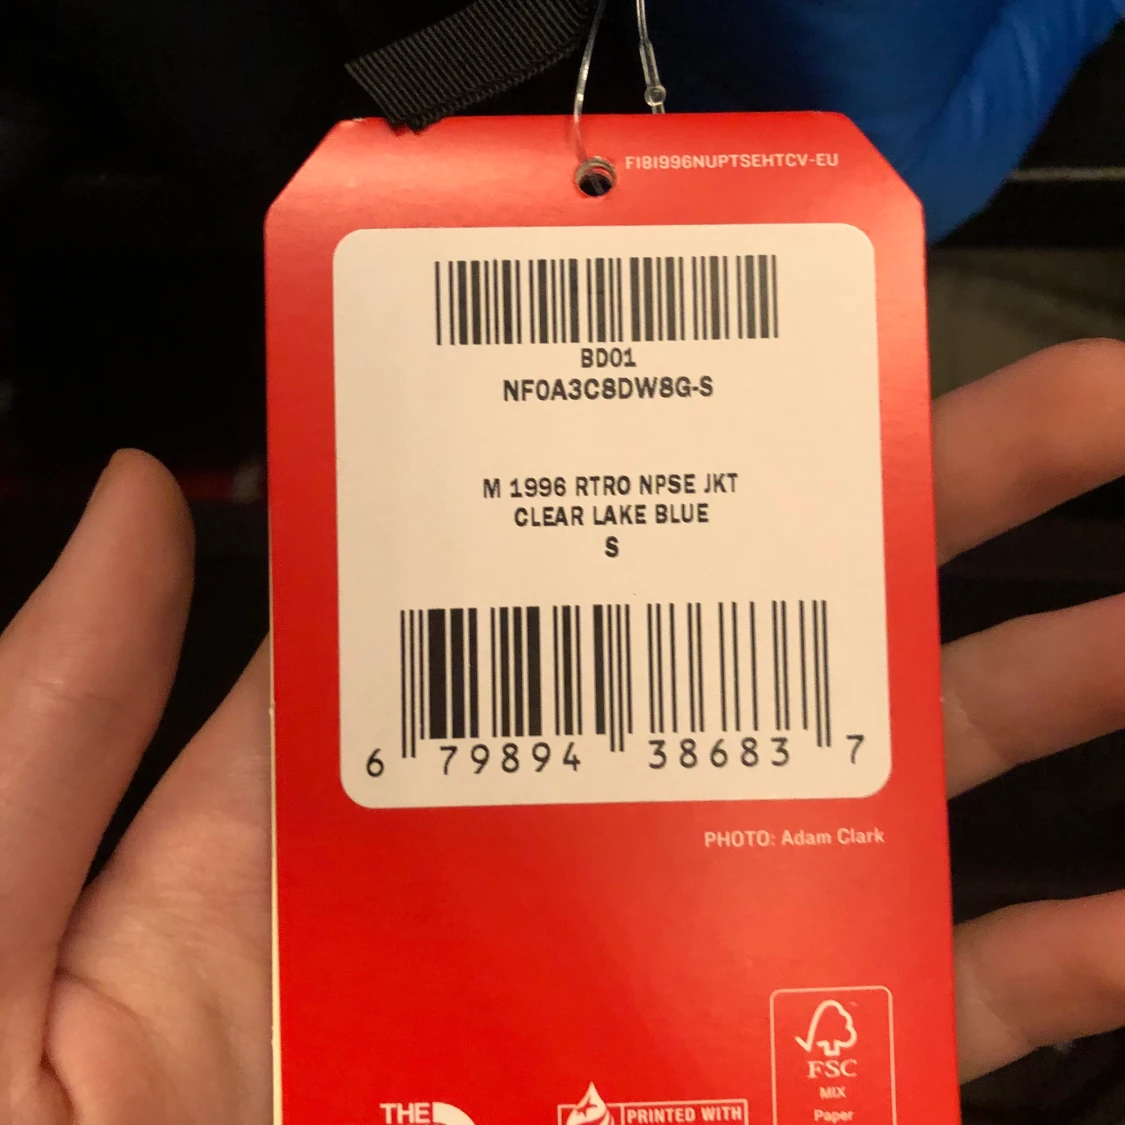 F181996NUPTSEHTCV-EU
BD01
NF0A3C8DW8G-S
M 1996 RTRO NPSE JKT
CLEAR LAKE BLUE
S
6 79894 38683 7
PHOTO: Adam Clark
FSC
MIX
Paper
THE
PRINTED WITH